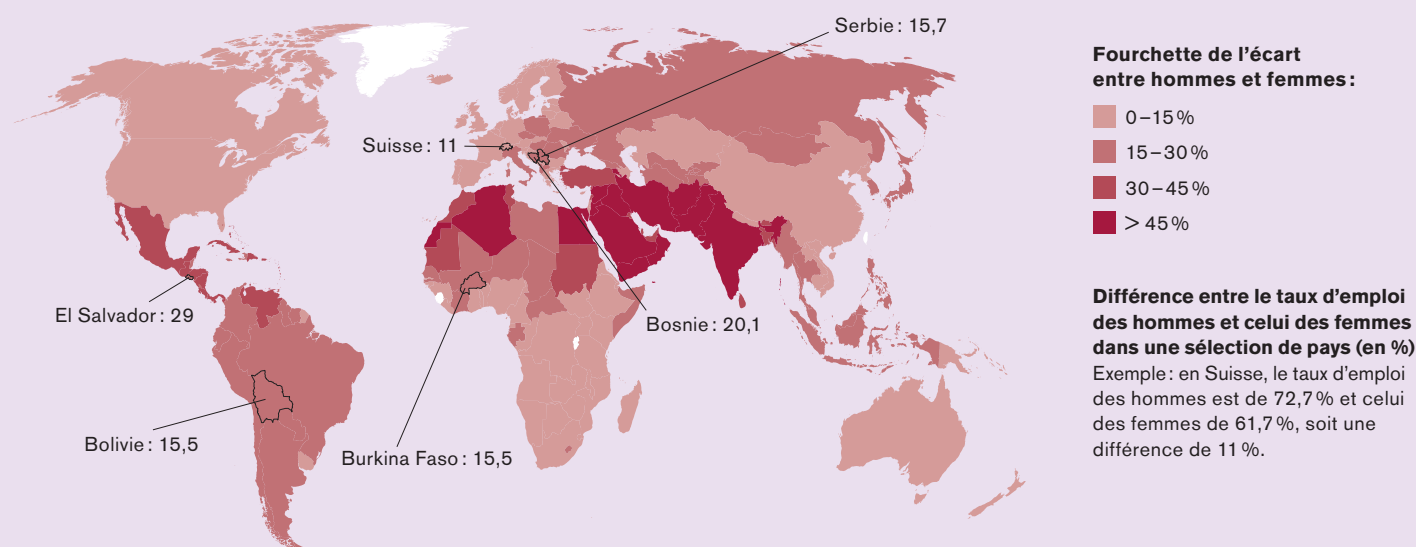 Serbie : 15,7
Suisse : 11
El Salvador : 29
Bosnie : 20,1
Bolivie : 15,5
Burkina Faso : 15,5
Fourchette de l’écart
entre hommes et femmes :
0 – 15 %
15 – 30 %
30 – 45 %
> 45 %
Différence entre le taux d’emploi
des hommes et celui des femmes
dans une sélection de pays (en %)
Exemple : en Suisse, le taux d’emploi
des hommes est de 72,7 % et celui
des femmes de 61,7 %, soit une
différence de 11 %.